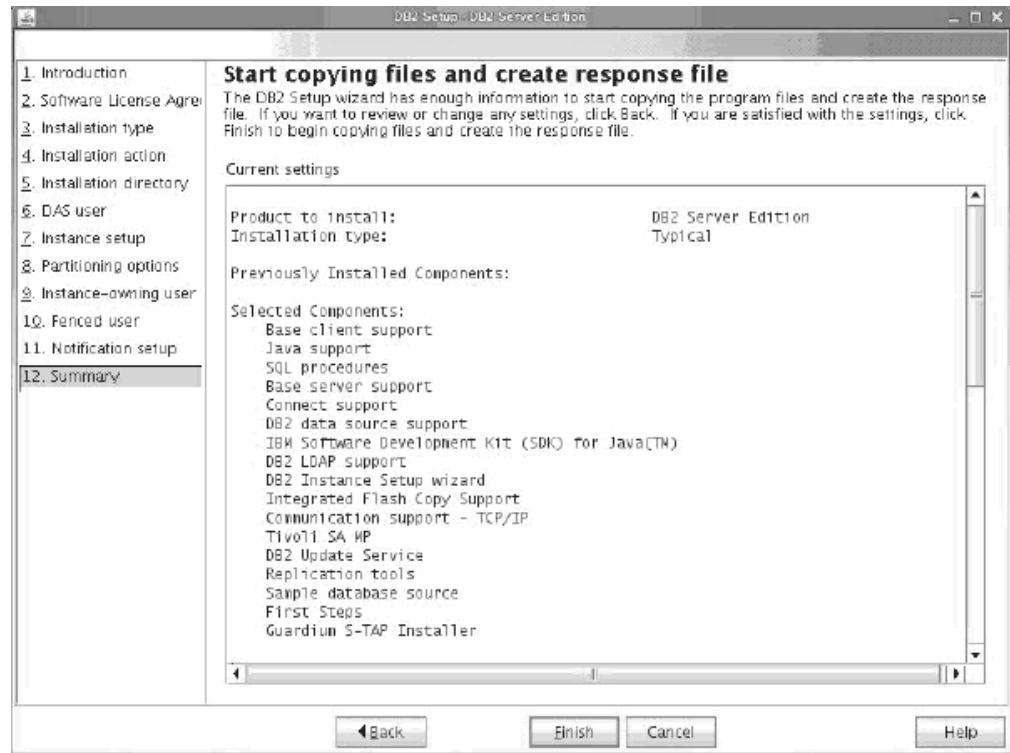 DB2 Setup - DB2 Server Edition
1. Introduction
2. Software License Agre
3. Installation type
4. Installation action
5. Installation directory
6. DAS user
7. Instance setup
8. Partitioning options
9. Instance-owning user
10. Fenced user
11. Notification setup
12. Summary
Start copying files and create response file
The DB2 Setup wizard has enough information to start copying the program files and create the response
file. If you want to review or change any settings, click Back. If you are satisfied with the settings, click
Finish to begin copying files and create the response file.
Current settings
Product to install: DB2 Server Edition
Installation type: Typical
Previously Installed Components:
Selected Components:
Base client support
Java support
SQL procedures
Base server support
Connect support
DB2 data source support
IBM Software Development Kit (SDK) for Java(TM)
DB2 LDAP support
DB2 Instance Setup wizard
Integrated Flash Copy Support
Communication support - TCP/IP
Tivoli SA MP
DB2 Update Service
Replication tools
Sample database source
First Steps
Guardium S-TAP Installer
Back
Finish
Cancel
Help